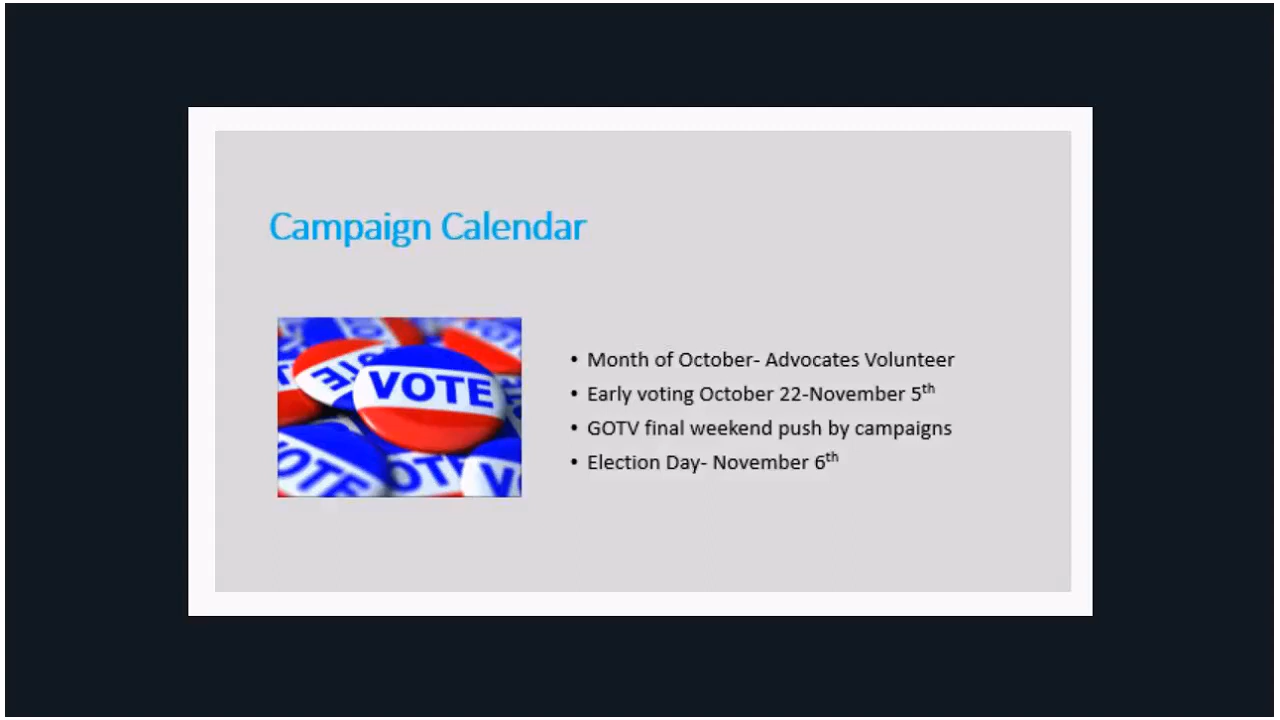 Campaign Calendar
VOTE
• Month of October- Advocates Volunteer
• Early voting October 22-November 5th
• GOTV final weekend push by campaigns
• Election Day- November 6th